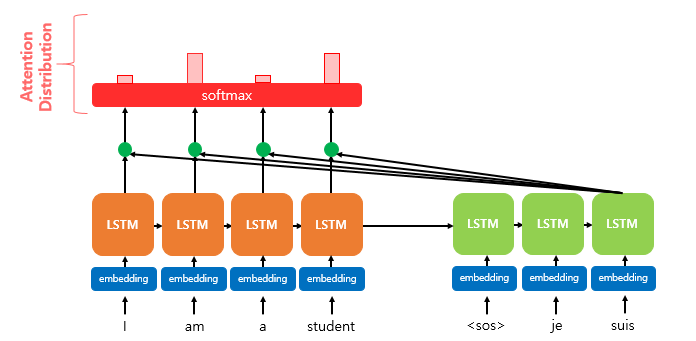 Attention
Distribution
softmax
LSTM LSTM LSTM LSTM LSTM LSTM LSTM
embedding embedding embedding embedding embedding embedding embedding
I am a student <sos> je suis